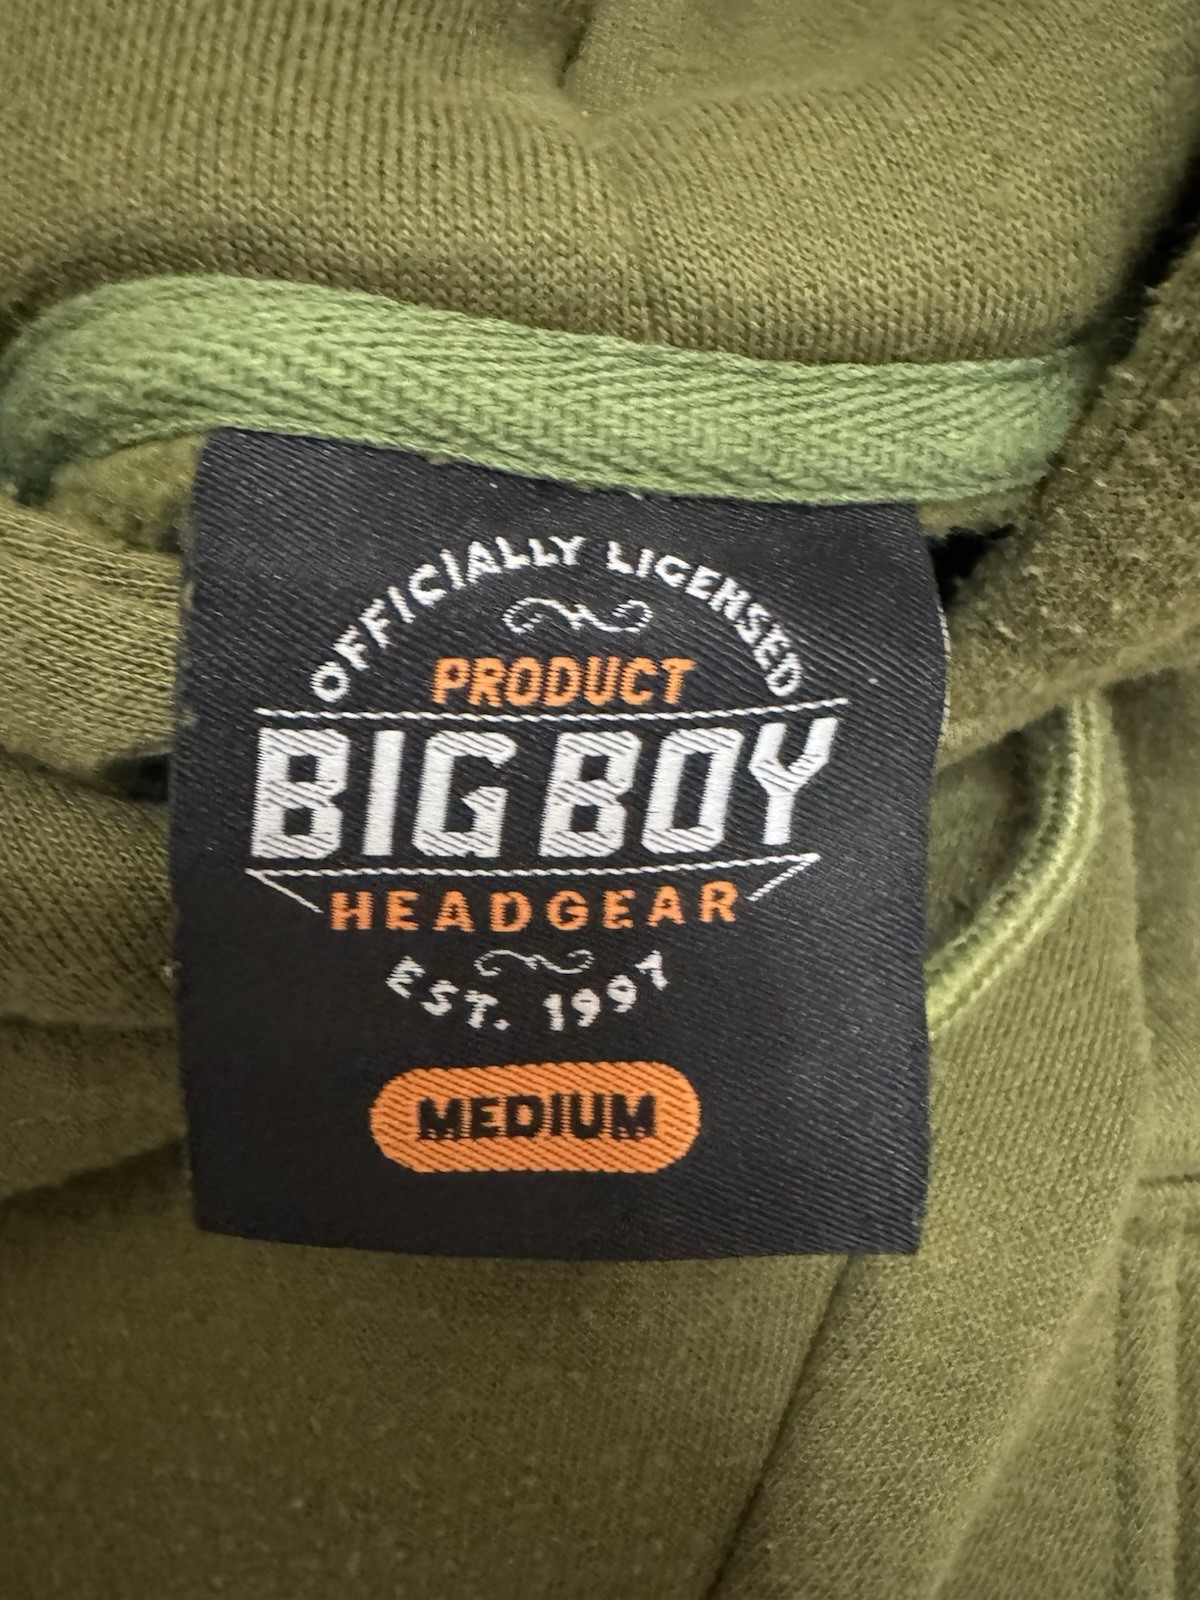 OFFICIALLY LICENSED
PRODUCT
BIG BOY
HEADGEAR
EST. 1997
MEDIUM